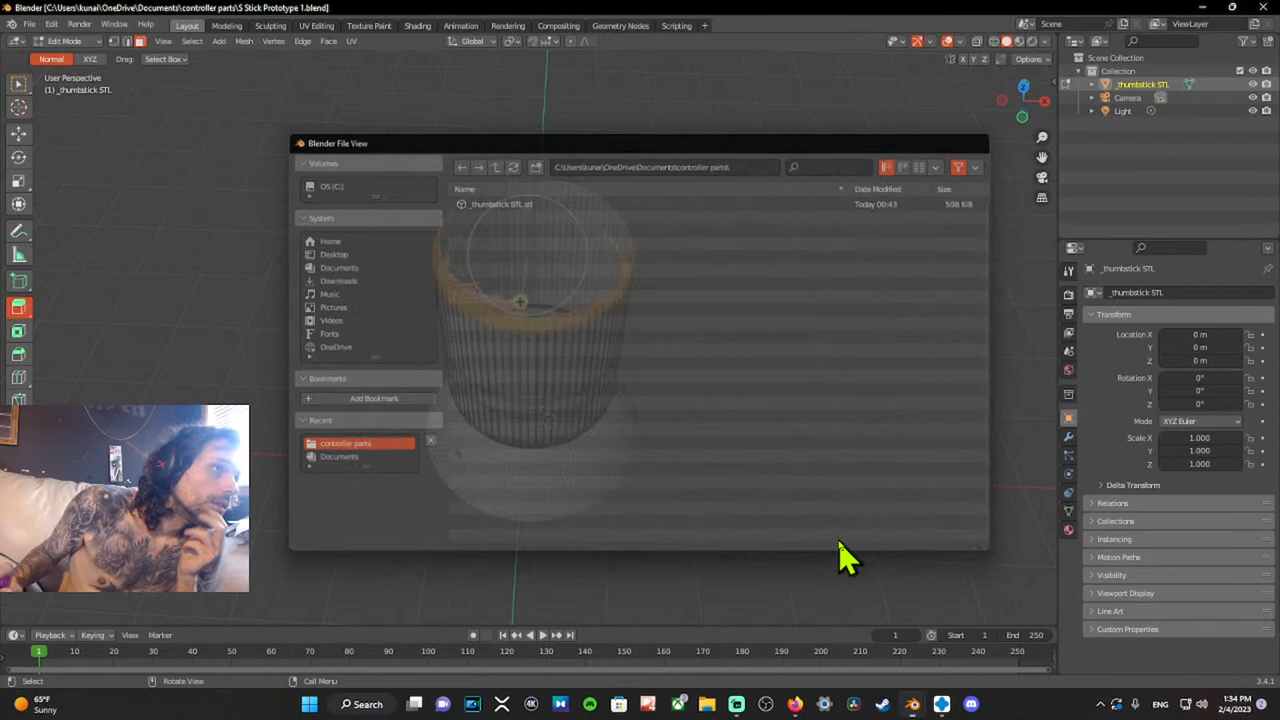 Blender [C:\Users\kunai\OneDrive\Documents\controller parts\S Stick Prototype 1.blend]
File Edit Render Window Help Layout Modeling Sculpting UV Editing Texture Paint Shading Animation Rendering Compositing Geometry Nodes Scripting + Scene ViewLayer
Edit Mode View Select Add Mesh Vertex Edge Face UV Global
Normal XYZ Drag: Select Box X Y Z Options
User Perspective
(1) _thumbstick STL
Scene Collection
Collection
_thumbstick STL
Camera
Light
Z
X
Blender File View
Volumes
OS (C:)
System
Home
Desktop
Documents
Downloads
Music
Pictures
Videos
Fonts
OneDrive
Bookmarks
Add Bookmark
Recent
controller parts
Documents
C:\Users\kunai\OneDrive\Documents\controller parts\
Name Date Modified Size
_thumbstick STL.stl Today 00:43 508 KiB
_thumbstick STL
_thumbstick STL
Transform
Location X 0 m
Y 0 m
Z 0 m
Rotation X 0°
Y 0°
Z 0°
Mode XYZ Euler
Scale X 1.000
Y 1.000
Z 1.000
Delta Transform
Relations
Collections
Instancing
Motion Paths
Visibility
Viewport Display
Line Art
Custom Properties
Playback Keying View Marker 1 Start 1 End 250
1 10 20 30 40 50 60 70 80 90 100 110 120 130 140 150 160 170 180 190 200 210 220 230 240 250
Select Rotate View Call Menu 3.4.1
65°F
Sunny
Search
ENG
1:34 PM
2/4/2023